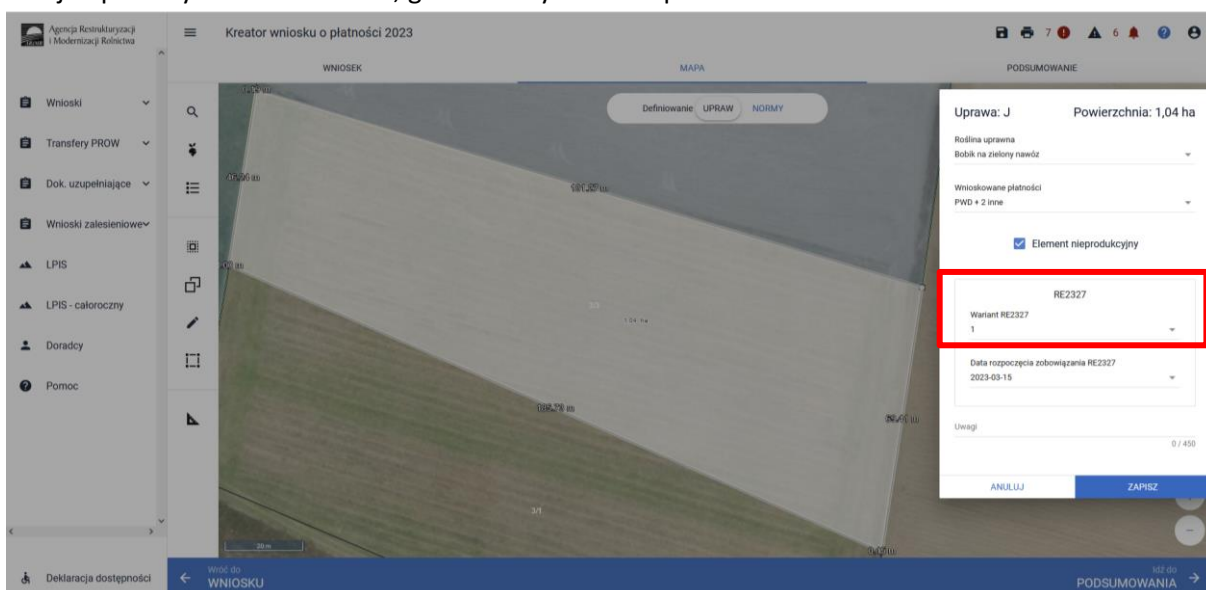 Agencja Restrukturyzacji
i Modernizacji Rolnictwa
Kreator wniosku o płatności 2023
7
6
WNIOSEK
MAPA
PODSUMOWANIE
Wnioski
Transfery PROW
Dok. uzupełniające
Wnioski zalesieniowe
LPIS
LPIS - całoroczny
Doradcy
Pomoc
Deklaracja dostępności
Definiowanie UPRAW NORMY
191.27 m
3/1
20 m
Uprawa: J Powierzchnia: 1,04 ha
Roślina uprawna
Bobik na zielony nawóz
Wnioskowane płatności
PWD + 2 inne
Element nieprodukcyjny
RE2327
Wariant RE2327
1
Data rozpoczęcia zobowiązania RE2327
2023-03-15
Uwagi
0 / 450
ANULUJ ZAPISZ
Wróć do
WNIOSKU
Idź do
PODSUMOWANIA